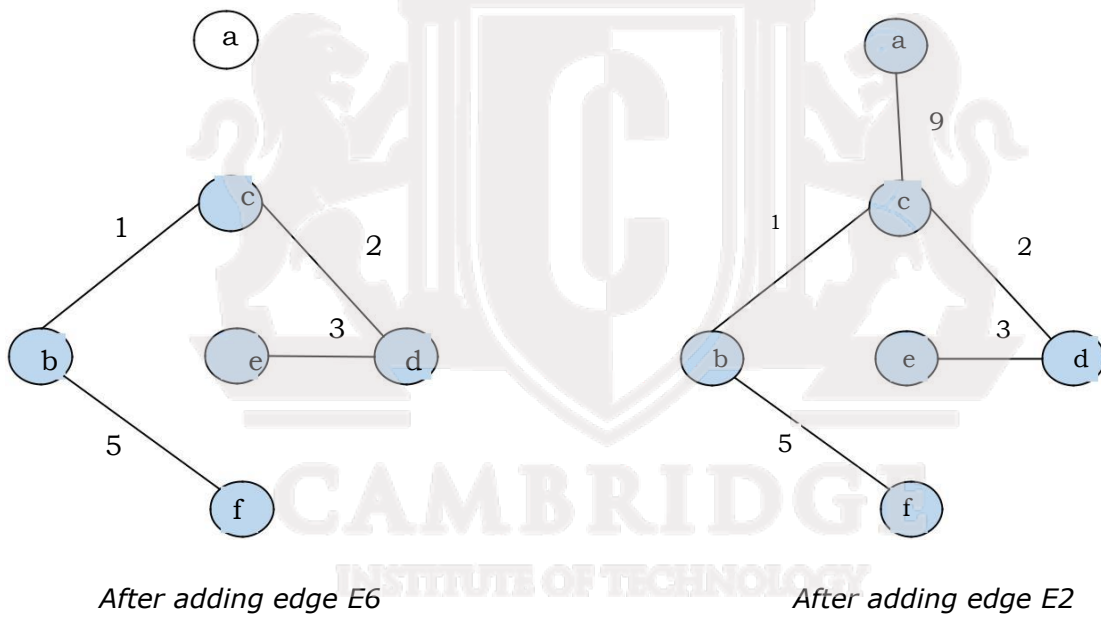 a
c
1
2
3
b
e
d
5
f
After adding edge E6
a
9
c
1
2
3
b
e
d
5
f
After adding edge E2
CAMBRIDGE
INSTITUTE OF TECHNOLOGY